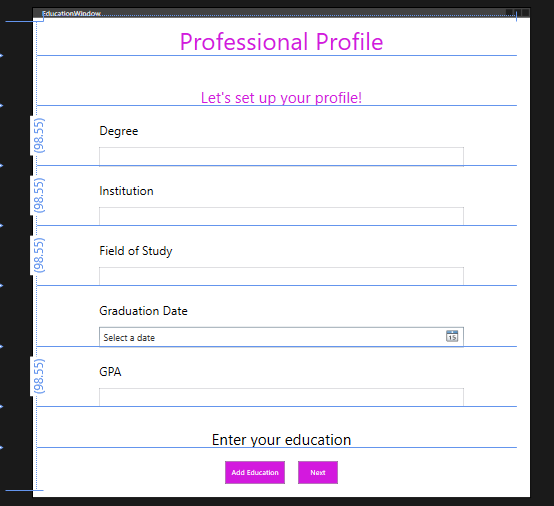 EducationWindow
Professional Profile
Let's set up your profile!
(98.55)
Degree
(98.55)
Institution
(98.55)
Field of Study
Graduation Date
Select a date
15
(98.55)
GPA
Enter your education
Add Education
Next